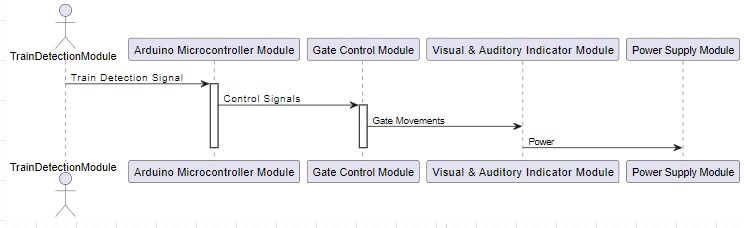 TrainDetectionModule
Arduino Microcontroller Module
Gate Control Module
Visual & Auditory Indicator Module
Power Supply Module
Train Detection Signal
Control Signals
Gate Movements
Power
TrainDetectionModule
Arduino Microcontroller Module
Gate Control Module
Visual & Auditory Indicator Module
Power Supply Module